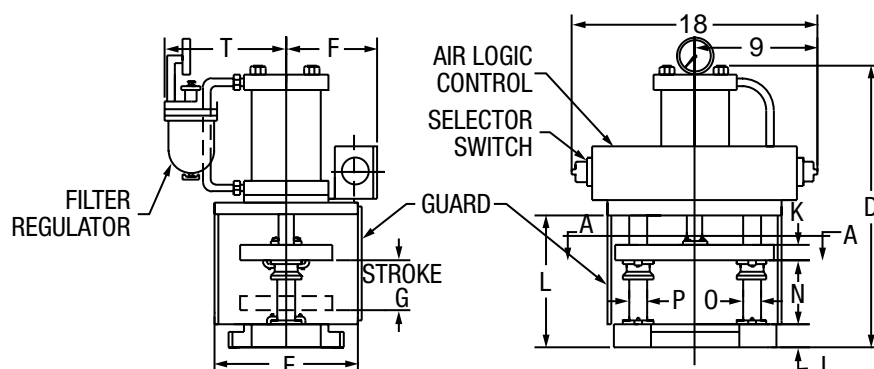 T
F
18
9
AIR LOGIC
CONTROL
SELECTOR
SWITCH
FILTER
REGULATOR
GUARD
STROKE
G
A
A
K
D
L
P
O
N